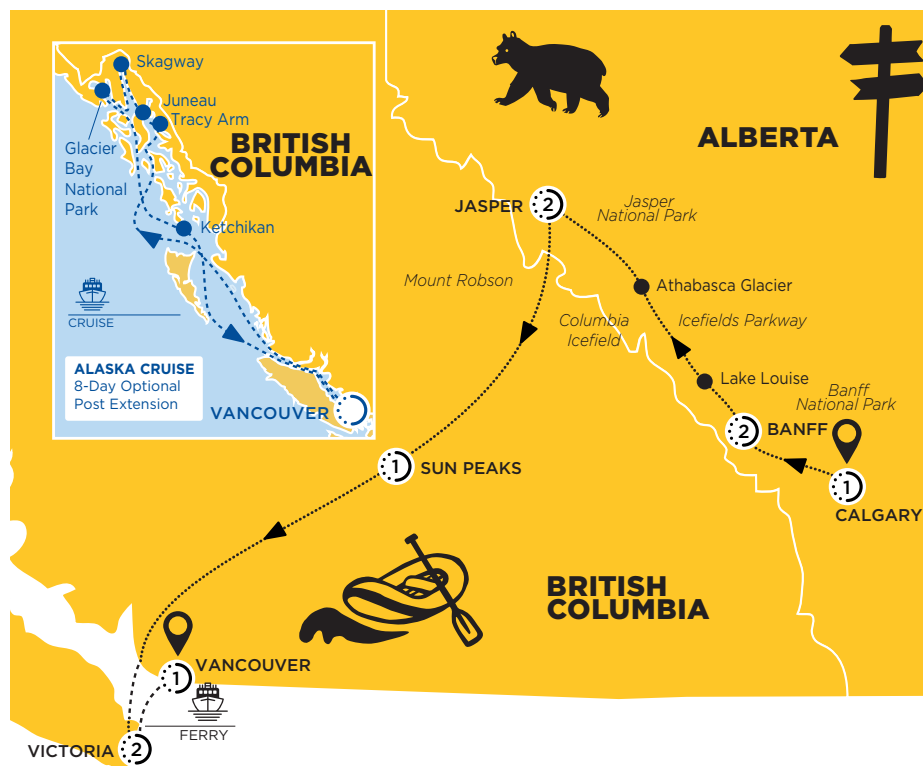 Skagway
Juneau
Tracy Arm
BRITISH
COLUMBIA
Glacier
Bay
National
Park
Ketchikan
CRUISE
ALASKA CRUISE
8-Day Optional
Post Extension
VANCOUVER
ALBERTA
JASPER
2
Jasper
National Park
Mount Robson
Athabasca Glacier
Columbia
Icefield
Icefields Parkway
Lake Louise
Banff
National Park
2
BANFF
1
SUN PEAKS
1
CALGARY
BRITISH
COLUMBIA
VANCOUVER
1
FERRY
VICTORIA
2